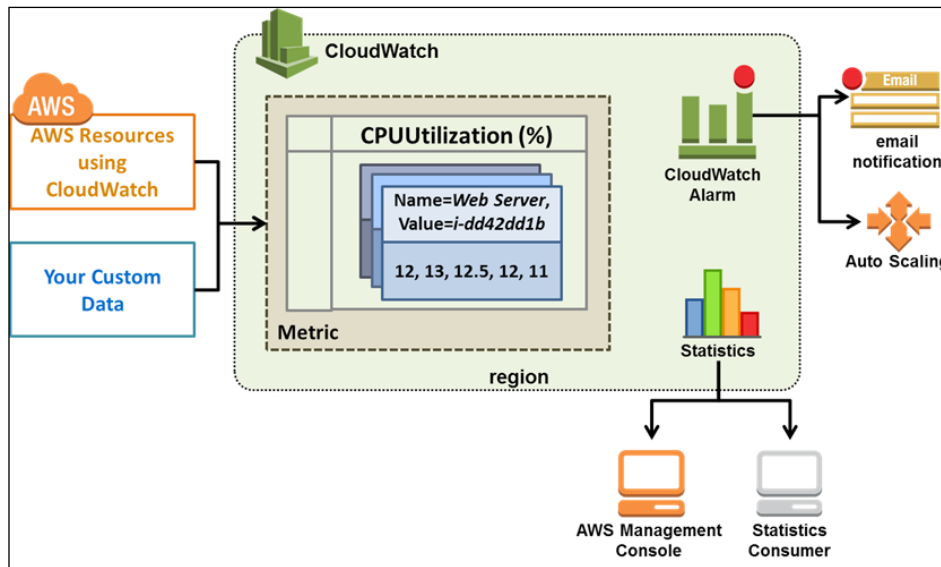 CloudWatch
AWS
AWS Resources
using
CloudWatch
Your Custom
Data
CPUUtilization (%)
Name=Web Server,
Value=i-dd42dd1b
12, 13, 12.5, 12, 11
Metric
region
CloudWatch
Alarm
Statistics
Email
email
notification
Auto Scaling
AWS Management
Console
Statistics
Consumer